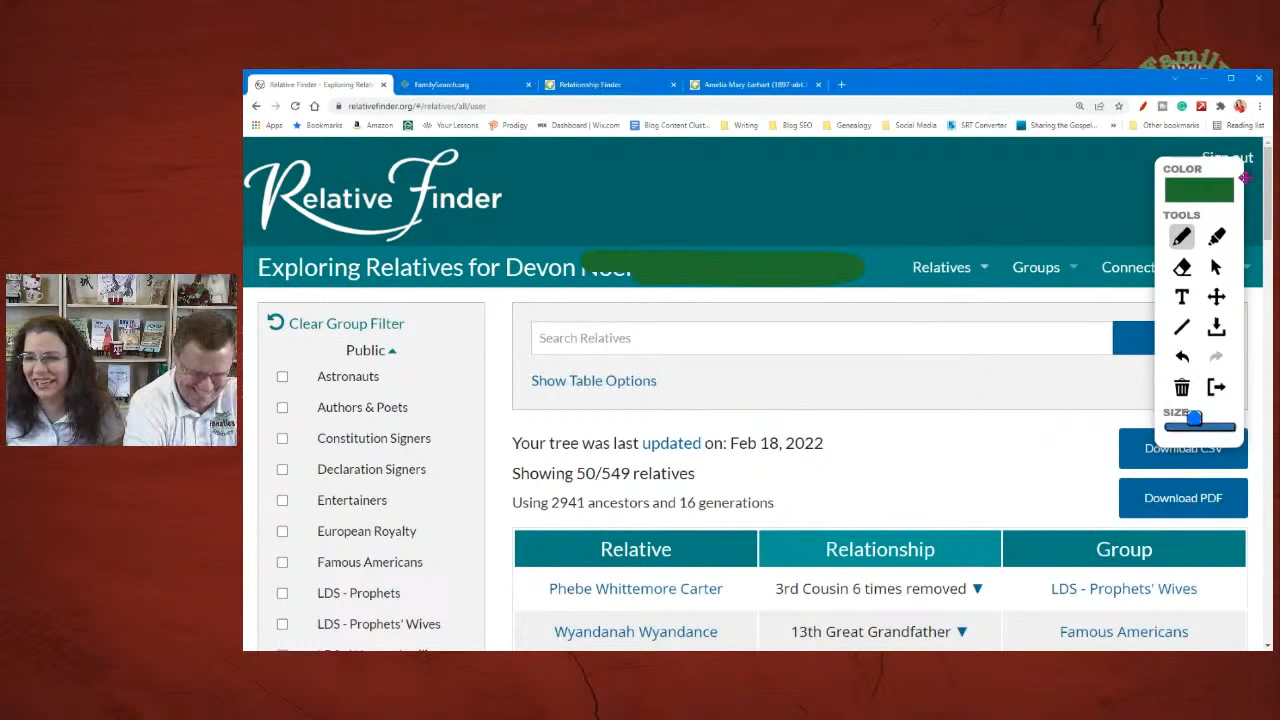 Relative Finder - Exploring Relati
FamilySearch.org
Relationship Finder
Amelia Mary Earhart (1897-abt.
relativefinder.org/#/relatives/all/user
Apps
Bookmarks
Amazon
Your Lessons
Prodigy
Dashboard | Wix.com
Blog Content Clust...
Writing
Blog SEO
Genealogy
Social Media
SRT Converter
Sharing the Gospel...
Other bookmarks
Reading list
Relative Finder
Sign out
COLOR
TOOLS
T
SIZE
Exploring Relatives for Devon Noel
Relatives
Groups
Connect
Clear Group Filter
Public
Astronauts
Authors & Poets
Constitution Signers
Declaration Signers
Entertainers
European Royalty
Famous Americans
LDS - Prophets
LDS - Prophets' Wives
Search Relatives
Show Table Options
Your tree was last updated on: Feb 18, 2022
Showing 50/549 relatives
Using 2941 ancestors and 16 generations
Download CSV
Download PDF
Relative Relationship Group
Phebe Whittemore Carter 3rd Cousin 6 times removed LDS - Prophets' Wives
Wyandanah Wyandance 13th Great Grandfather Famous Americans